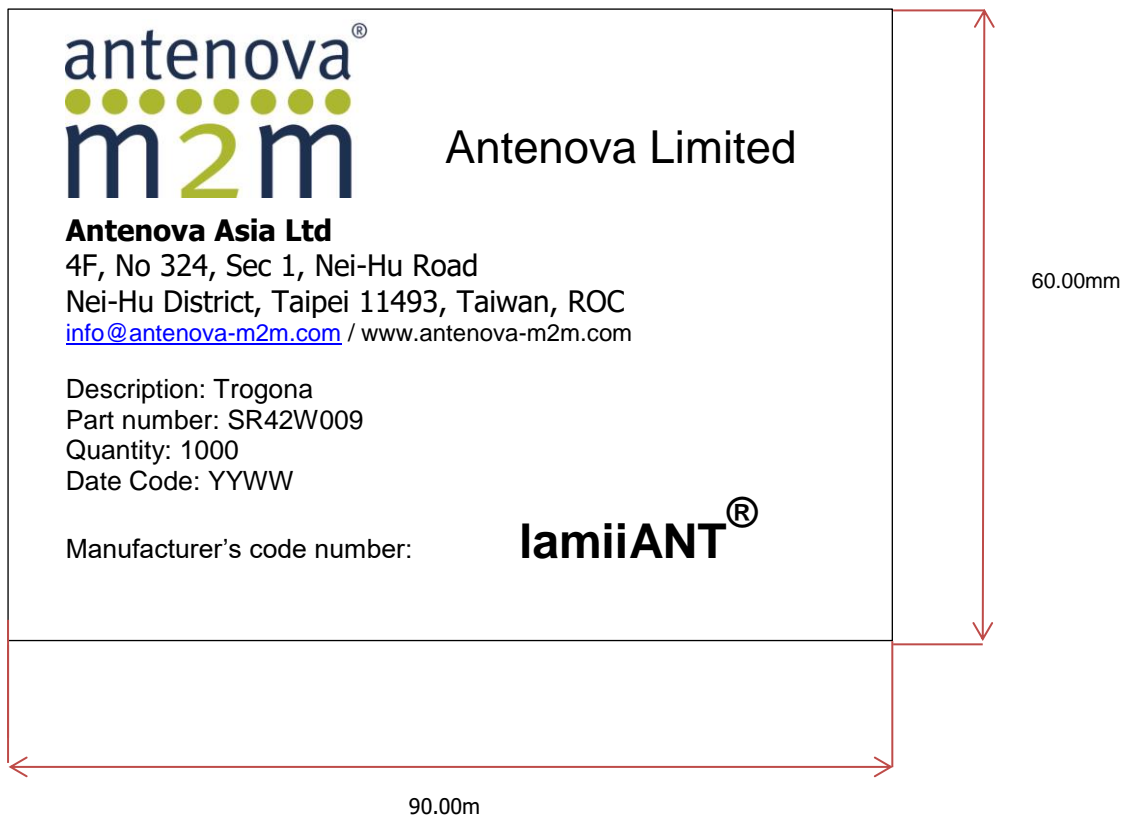 antenova®
m2m
Antenova Limited
Antenova Asia Ltd
4F, No 324, Sec 1, Nei-Hu Road
Nei-Hu District, Taipei 11493, Taiwan, ROC
info@antenova-m2m.com / www.antenova-m2m.com
Description: Trogona
Part number: SR42W009
Quantity: 1000
Date Code: YYWW
Manufacturer’s code number:
lamiiANT®
60.00mm
90.00m